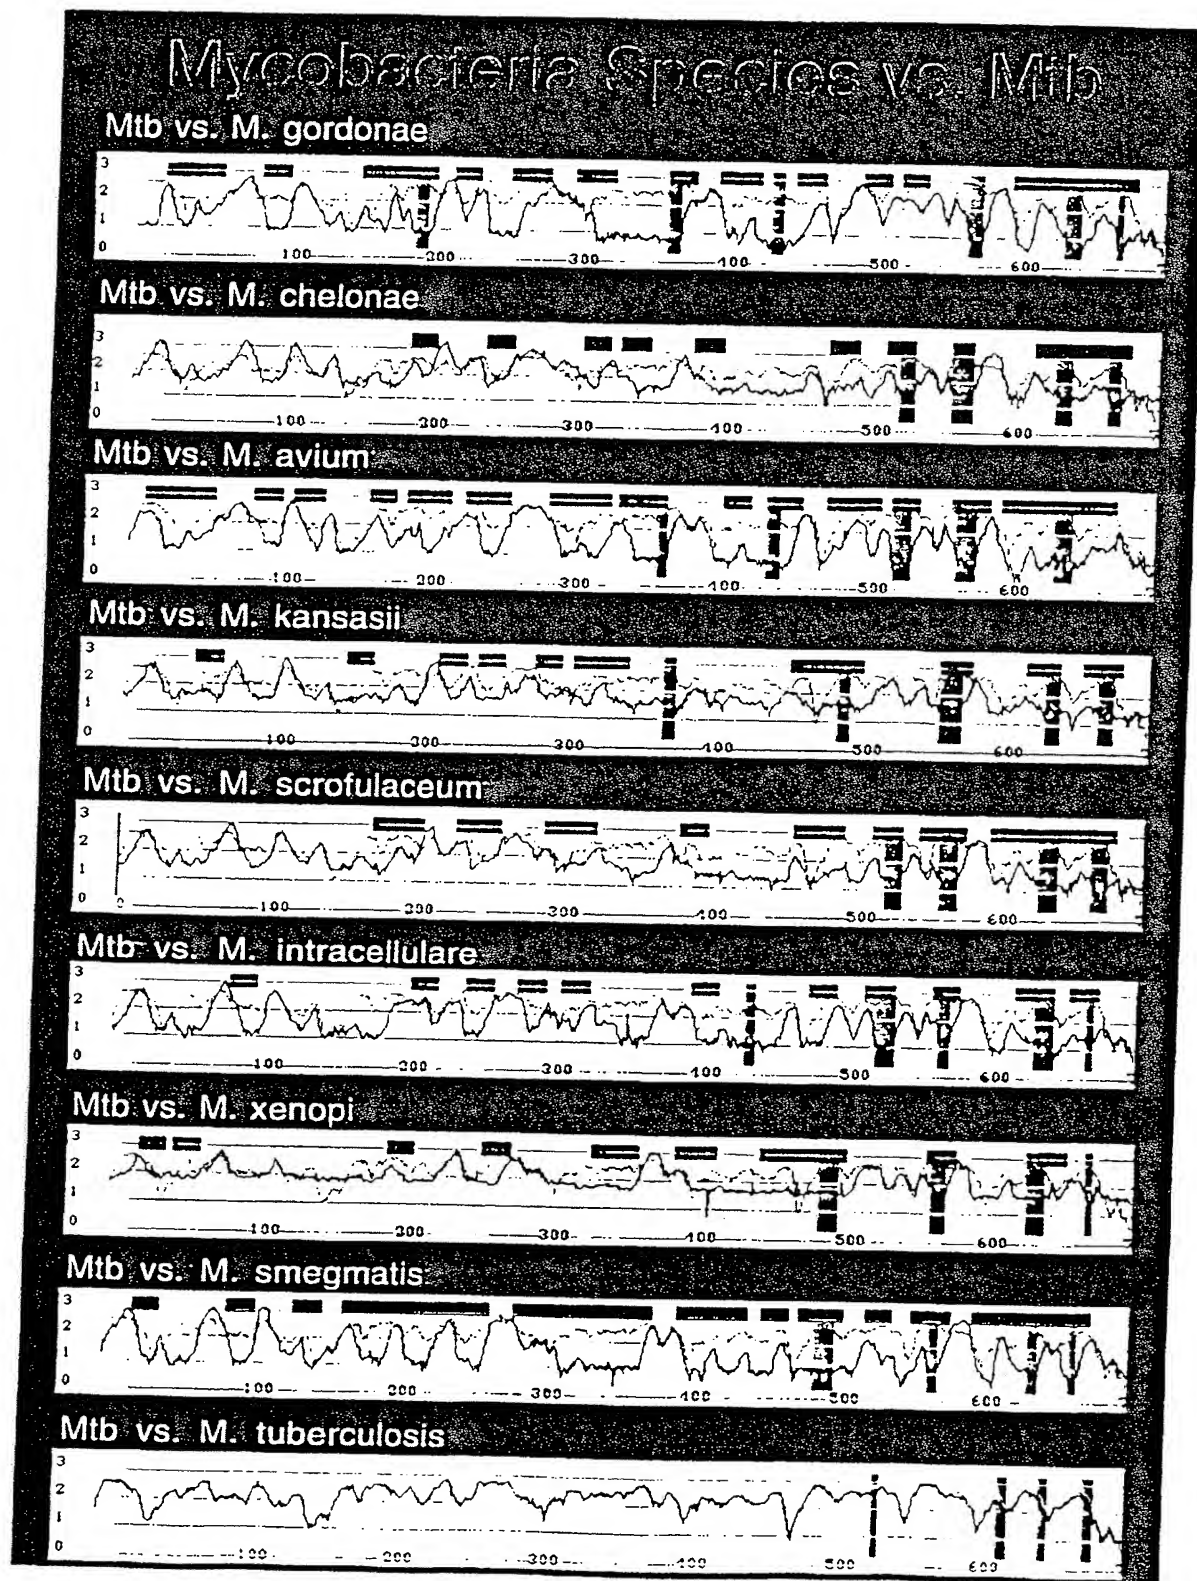 Mycobacteria Species vs. Mtb
Mtb vs. M. gordonae
3
2
1
0
100 200 300 400 500 600
Mtb vs. M. chelonae
3
2
1
0
100 200 300 400 500 600
Mtb vs. M. avium
3
2
1
0
100 200 300 400 500 600
Mtb vs. M. kansasii
3
2
1
0
100 200 300 400 500 600
Mtb vs. M. scrofulaceum
3
2
1
0 0 100 200 300 400 500 600
Mtb vs. M. intracellulare
3
2
1
0
100 200 300 400 500 600
Mtb vs. M. xenopi
3
2
1
0
100 200 300 400 500 600
Mtb vs. M. smegmatis
3
2
1
0
100 200 300 400 500 600
Mtb vs. M. tuberculosis
3
2
1
0
100 200 300 400 500 600